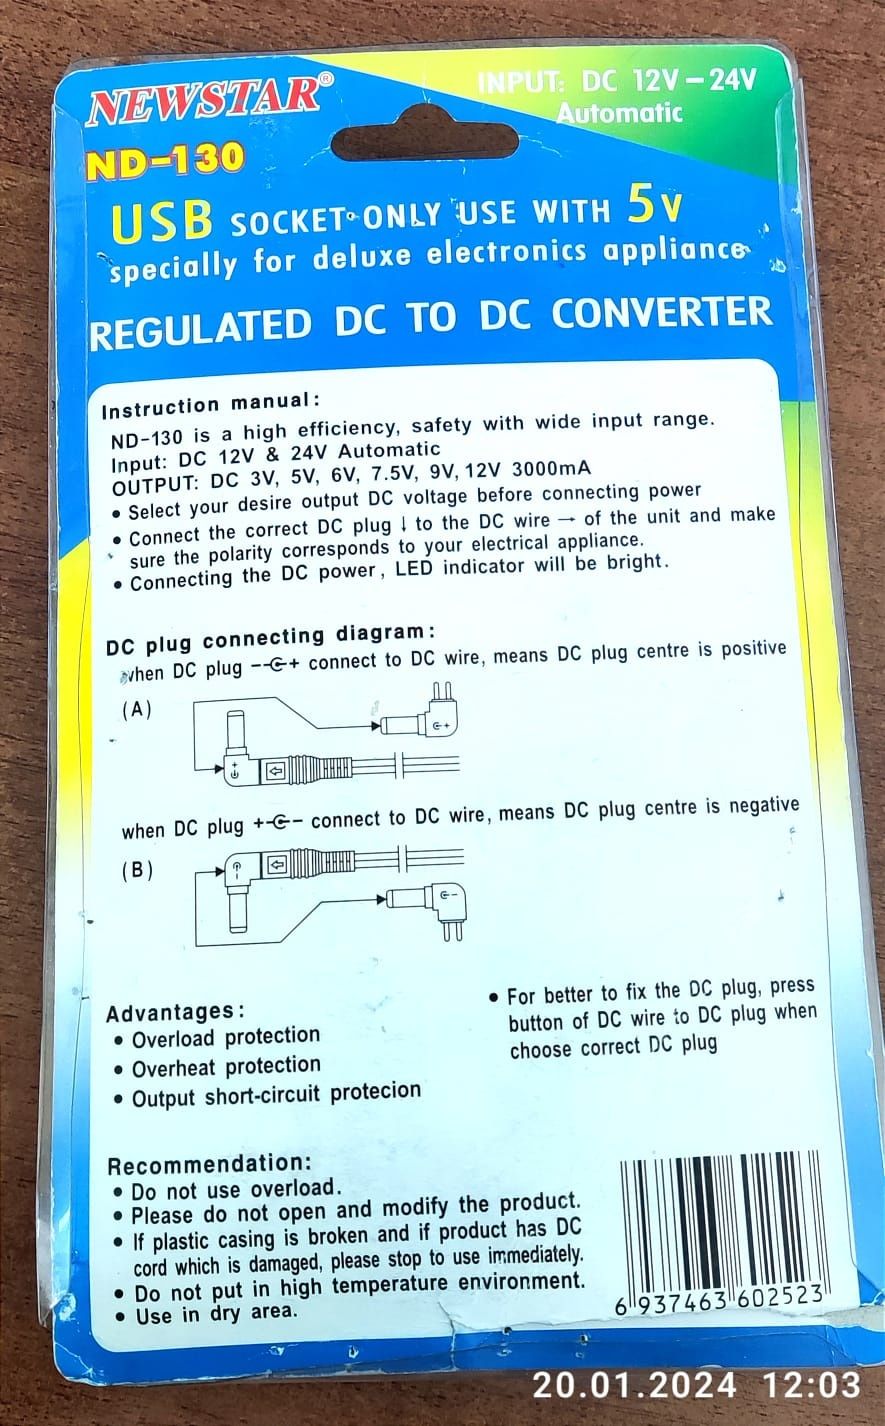 NEWSTAR®
INPUT: DC 12V-24V
Automatic
ND-130
USB SOCKET ONLY USE WITH 5V
specially for deluxe electronics appliance
REGULATED DC TO DC CONVERTER
Instruction manual:
ND-130 is a high efficiency, safety with wide input range.
Input: DC 12V & 24V Automatic
OUTPUT: DC 3V, 5V, 6V, 7.5V, 9V, 12V 3000mA
• Select your desire output DC voltage before connecting power
• Connect the correct DC plug ↓ to the DC wire → of the unit and make
sure the polarity corresponds to your electrical appliance.
• Connecting the DC power, LED indicator will be bright.
DC plug connecting diagram:
when DC plug connect to DC wire, means DC plug centre is positive
(A)
when DC plug connect to DC wire, means DC plug centre is negative
(B)
Advantages:
• Overload protection
• Overheat protection
• Output short-circuit protecion
• For better to fix the DC plug, press
button of DC wire to DC plug when
choose correct DC plug
Recommendation:
• Do not use overload.
• Please do not open and modify the product.
• If plastic casing is broken and if product has DC
cord which is damaged, please stop to use immediately.
• Do not put in high temperature environment.
• Use in dry area.
6 937463 602523
20.01.2024 12:03